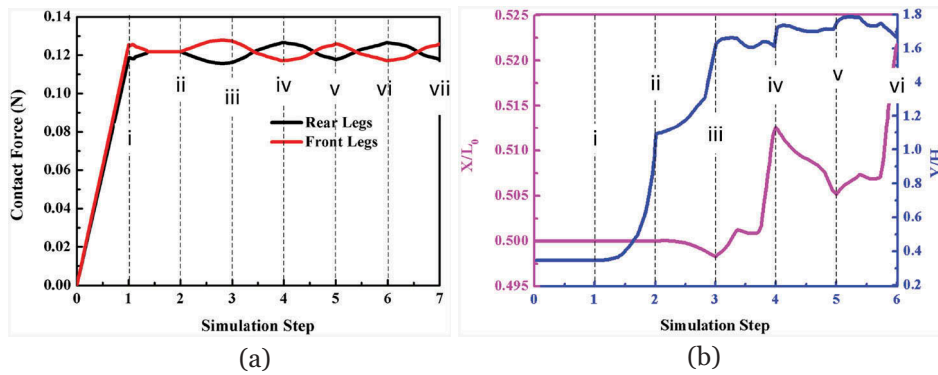 (a)
0.14
0.12
0.10
0.08
0.06
0.04
0.02
0.00
Contact Force (N)
i
ii
iii
iv
v
vi
vii
Rear Legs
Front Legs
0 1 2 3 4 5 6 7
Simulation Step
(a)
(b)
0.525
0.520
0.515
0.510
0.505
0.500
0.495
X/L0
i
ii
iii
iv
v
vi
1.8
1.6
1.4
1.2
1.0
0.8
0.6
0.4
0.2
Y/H
0 1 2 3 4 5 6
Simulation Step
(b)